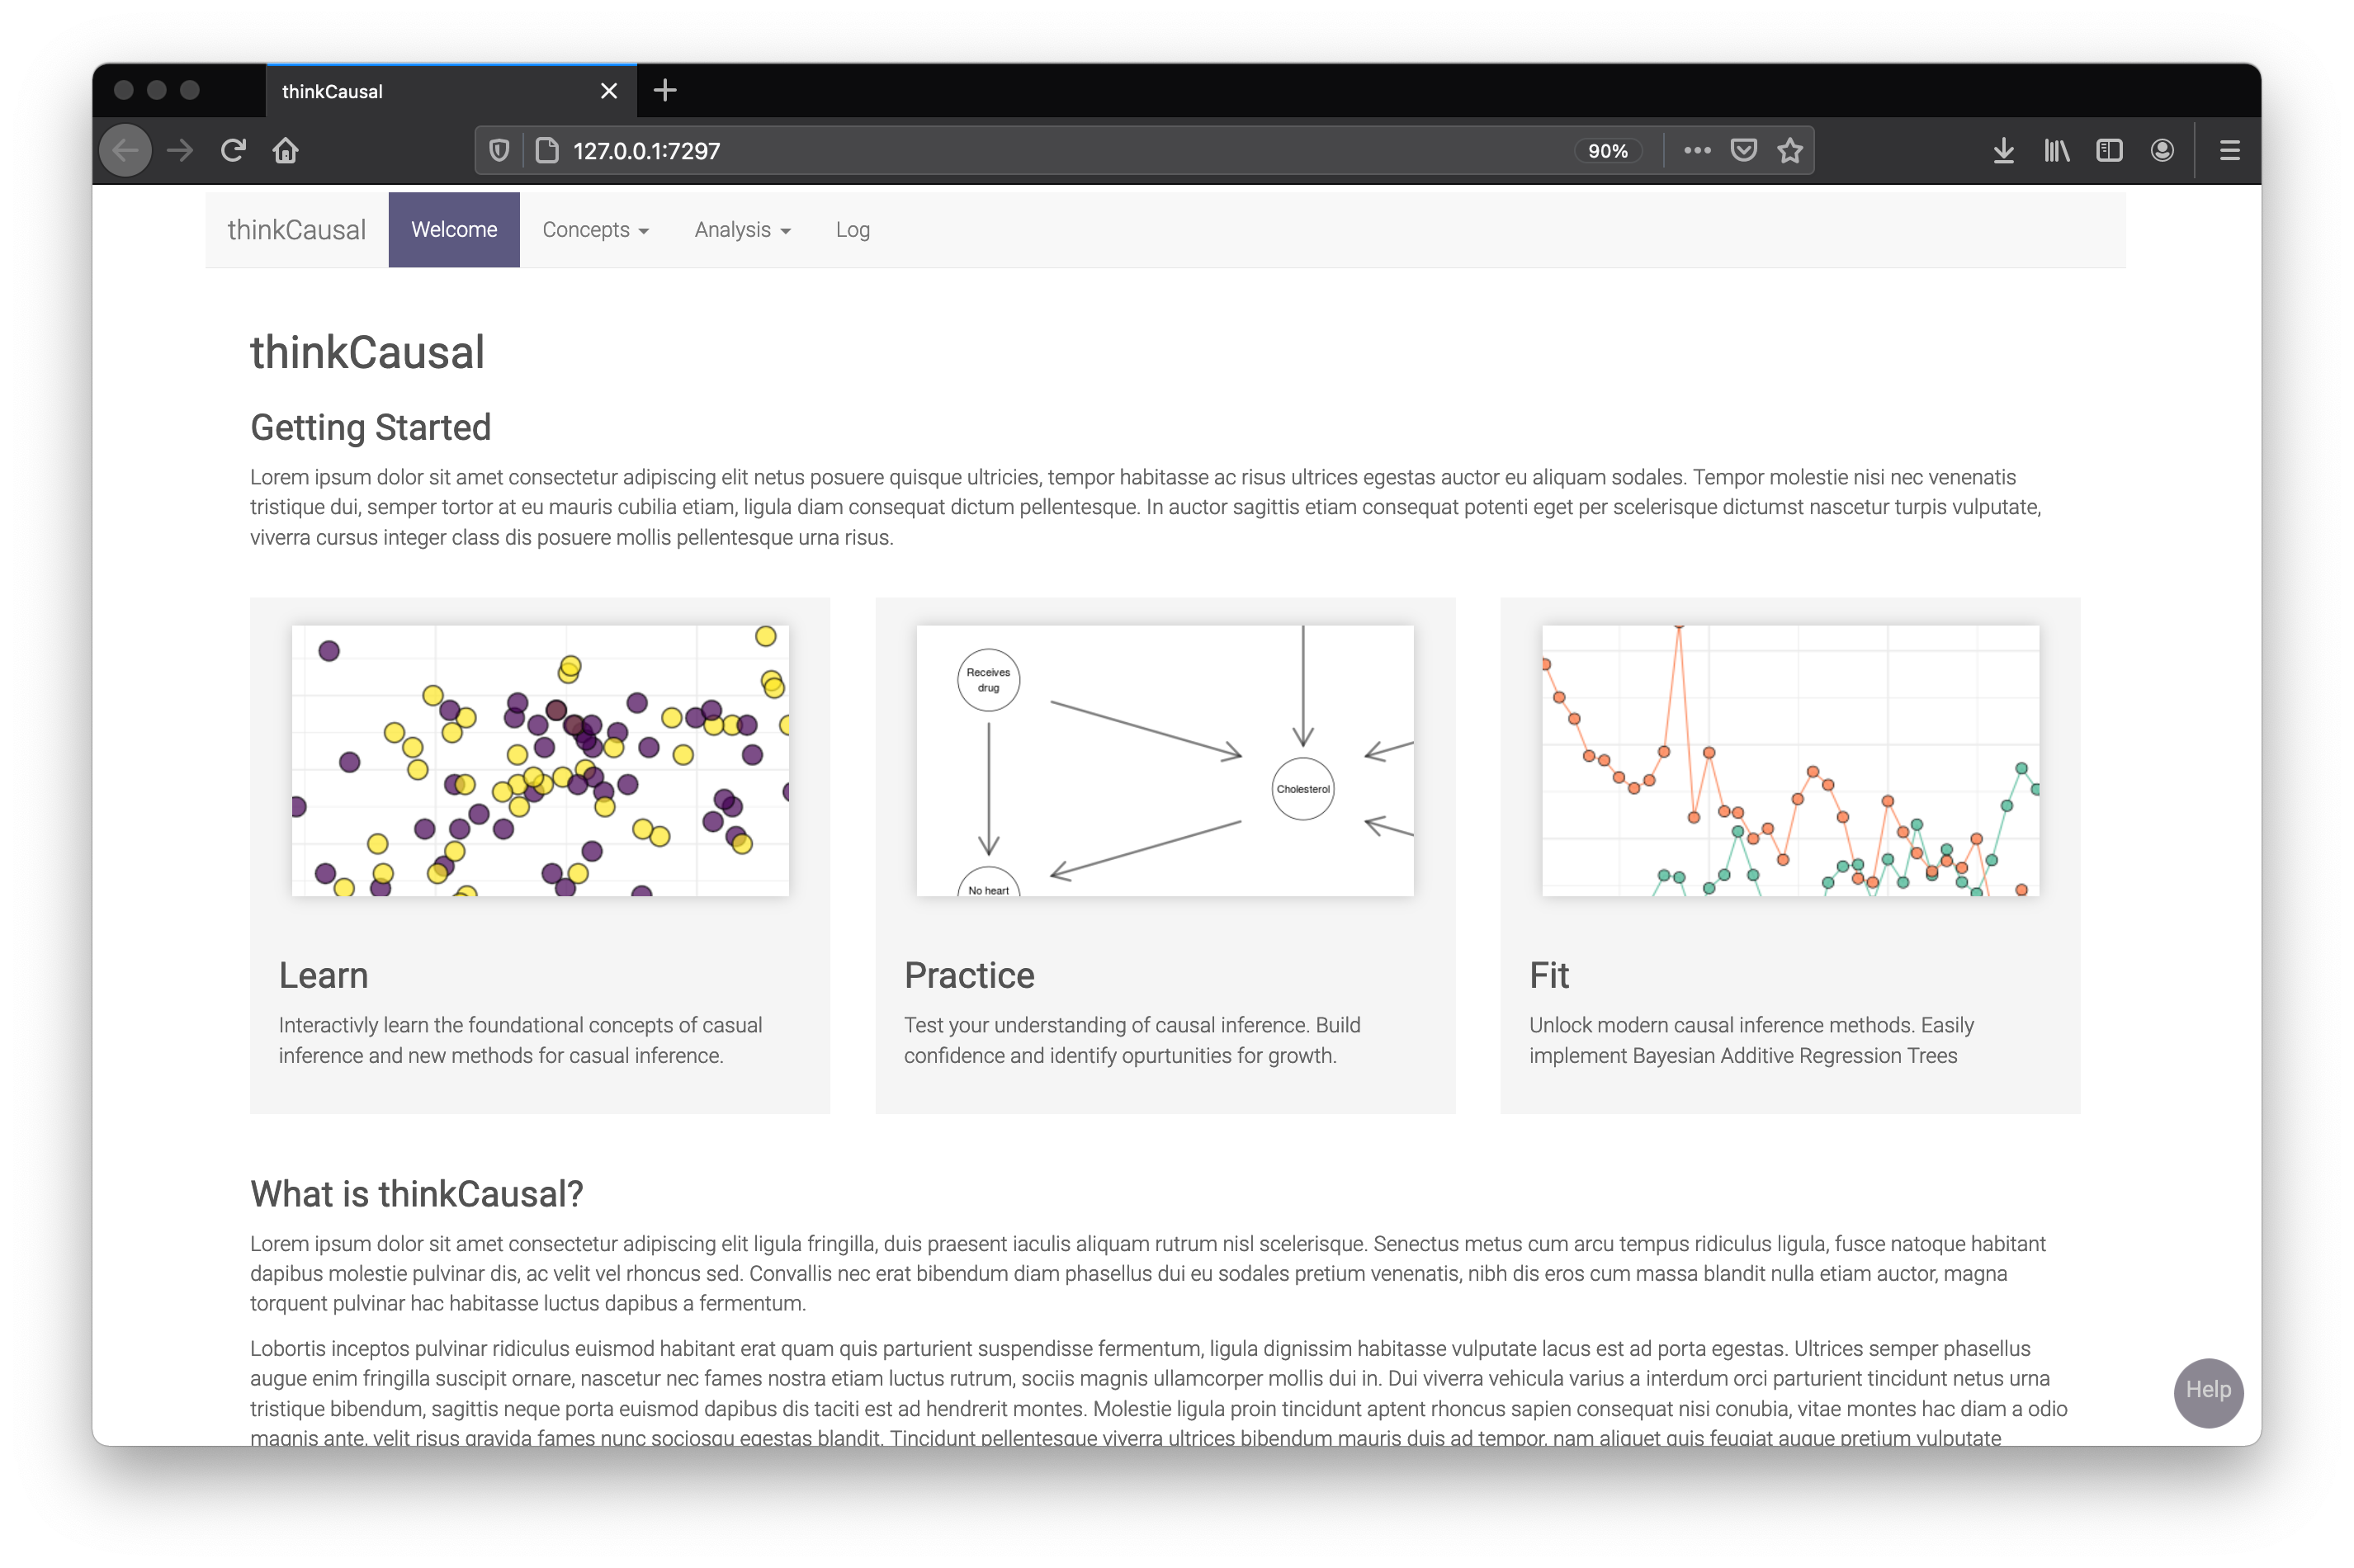 thinkCausal
127.0.0.1:7297
90%
thinkCausal
Welcome
Concepts
Analysis
Log
thinkCausal
Getting Started
Lorem ipsum dolor sit amet consectetur adipiscing elit netus posuere quisque ultricies, tempor habitasse ac risus ultrices egestas auctor eu aliquam sodales. Tempor molestie nisi nec venenatis
tristique dui, semper tortor at eu mauris cubilia etiam, ligula diam consequat dictum pellentesque. In auctor sagittis etiam consequat potenti eget per scelerisque dictumst nascetur turpis vulputate,
viverra cursus integer class dis posuere mollis pellentesque urna risus.
Receives
drug
Cholesterol
No heart
Learn
Interactivly learn the foundational concepts of casual
inference and new methods for casual inference.
Practice
Test your understanding of causal inference. Build
confidence and identify opurtunities for growth.
Fit
Unlock modern causal inference methods. Easily
implement Bayesian Additive Regression Trees
What is thinkCausal?
Lorem ipsum dolor sit amet consectetur adipiscing elit ligula fringilla, duis praesent iaculis aliquam rutrum nisl scelerisque. Senectus metus cum arcu tempus ridiculus ligula, fusce natoque habitant
dapibus molestie pulvinar dis, ac velit vel rhoncus sed. Convallis nec erat bibendum diam phasellus dui eu sodales pretium venenatis, nibh dis eros cum massa blandit nulla etiam auctor, magna
torquent pulvinar hac habitasse luctus dapibus a fermentum.
Lobortis inceptos pulvinar ridiculus euismod habitant erat quam quis parturient suspendisse fermentum, ligula dignissim habitasse vulputate lacus est ad porta egestas. Ultrices semper phasellus
augue enim fringilla suscipit ornare, nascetur nec fames nostra etiam luctus rutrum, sociis magnis ullamcorper mollis dui in. Dui viverra vehicula varius a interdum orci parturient tincidunt netus urna
tristique bibendum, sagittis neque porta euismod dapibus dis taciti est ad hendrerit montes. Molestie ligula proin tincidunt aptent rhoncus sapien consequat nisi conubia, vitae montes hac diam a odio
magnis ante, velit risus gravida fames nunc sociosqu egestas blandit. Tincidunt pellentesque viverra ultrices bibendum mauris duis ad tempor, nam aliquet quis feugiat augue pretium vulputate
Help